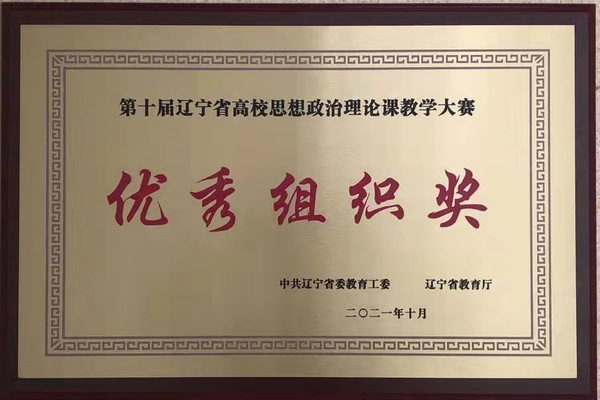 第十届辽宁省高校思想政治理论课教学大赛
优秀组织奖
中共辽宁省委教育工委 辽宁省教育厅
二〇二一年十月